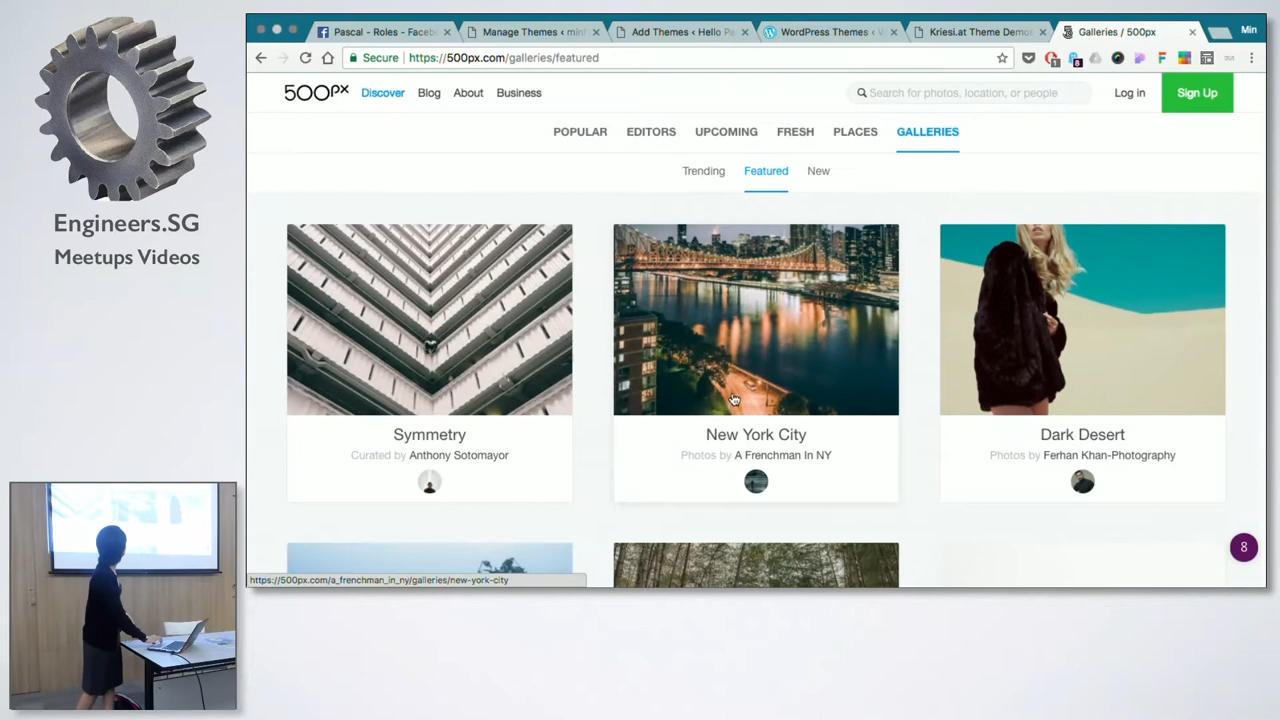 Engineers.SG
Meetups Videos
Pascal - Roles - Faceb
Manage Themes ‹ min
Add Themes ‹ Hello Pa
WordPress Themes ‹ V
Kriesi.at Theme Demo
Galleries / 500px
Min
Secure
https://500px.com/galleries/featured
500px
Discover
Blog
About
Business
Search for photos, location, or people
Log in
Sign Up
POPULAR
EDITORS
UPCOMING
FRESH
PLACES
GALLERIES
Trending
Featured
New
Symmetry
Curated by Anthony Sotomayor
New York City
Photos by A Frenchman In NY
Dark Desert
Photos by Ferhan Khan-Photography
8
https://500px.com/a_frenchman_in_ny/galleries/new-york-city